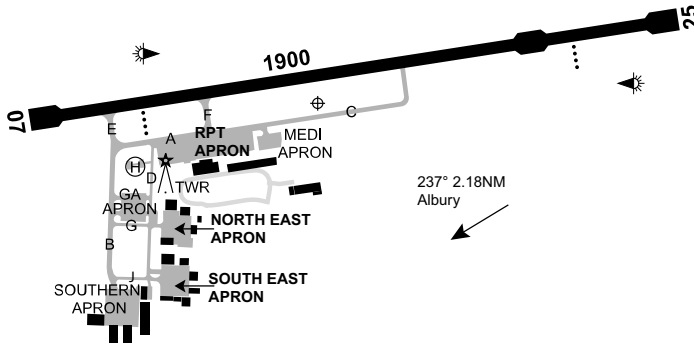 25
1900
07
E
F
C
A
RPT
APRON
MEDI
APRON
H
D
TWR
GA
APRON
G
B
NORTH EAST
APRON
J
SOUTHERN
APRON
SOUTH EAST
APRON
237° 2.18NM
Albury